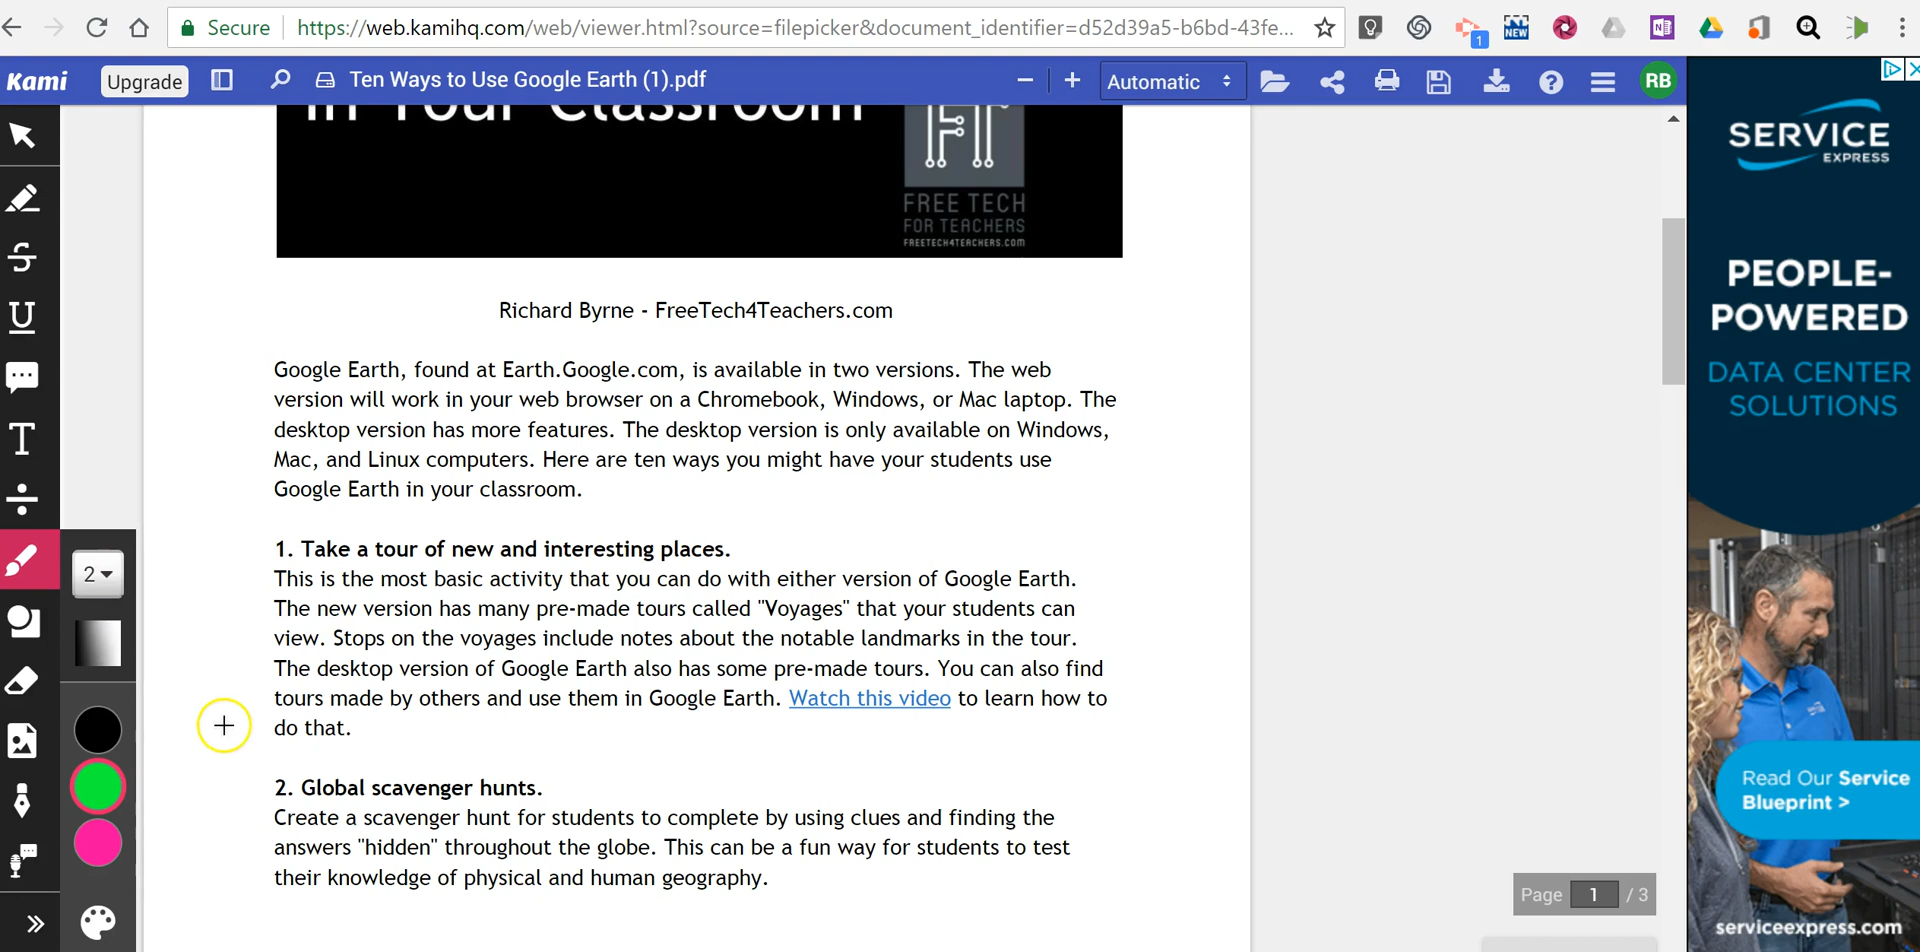 Secure
https://web.kamihq.com/web/viewer.html?source=filepicker&document_identifier=d52d39a5-b6bd-43fe...
1
NEW
N
Kami
Upgrade
Ten Ways to Use Google Earth (1).pdf
Automatic
RB
in Your Classroom
FREE TECH
FOR TEACHERS
FREETECH4TEACHERS.COM
Richard Byrne - FreeTech4Teachers.com
Google Earth, found at Earth.Google.com, is available in two versions. The web
version will work in your web browser on a Chromebook, Windows, or Mac laptop. The
desktop version has more features. The desktop version is only available on Windows,
Mac, and Linux computers. Here are ten ways you might have your students use
Google Earth in your classroom.
1. Take a tour of new and interesting places.
This is the most basic activity that you can do with either version of Google Earth.
The new version has many pre-made tours called "Voyages" that your students can
view. Stops on the voyages include notes about the notable landmarks in the tour.
The desktop version of Google Earth also has some pre-made tours. You can also find
tours made by others and use them in Google Earth. Watch this video to learn how to
do that.
2. Global scavenger hunts.
Create a scavenger hunt for students to complete by using clues and finding the
answers "hidden" throughout the globe. This can be a fun way for students to test
their knowledge of physical and human geography.
S
U
T
2
Page 1 / 3
SERVICE
EXPRESS
PEOPLE-
POWERED
DATA CENTER
SOLUTIONS
Read Our Service
Blueprint >
serviceexpress.com